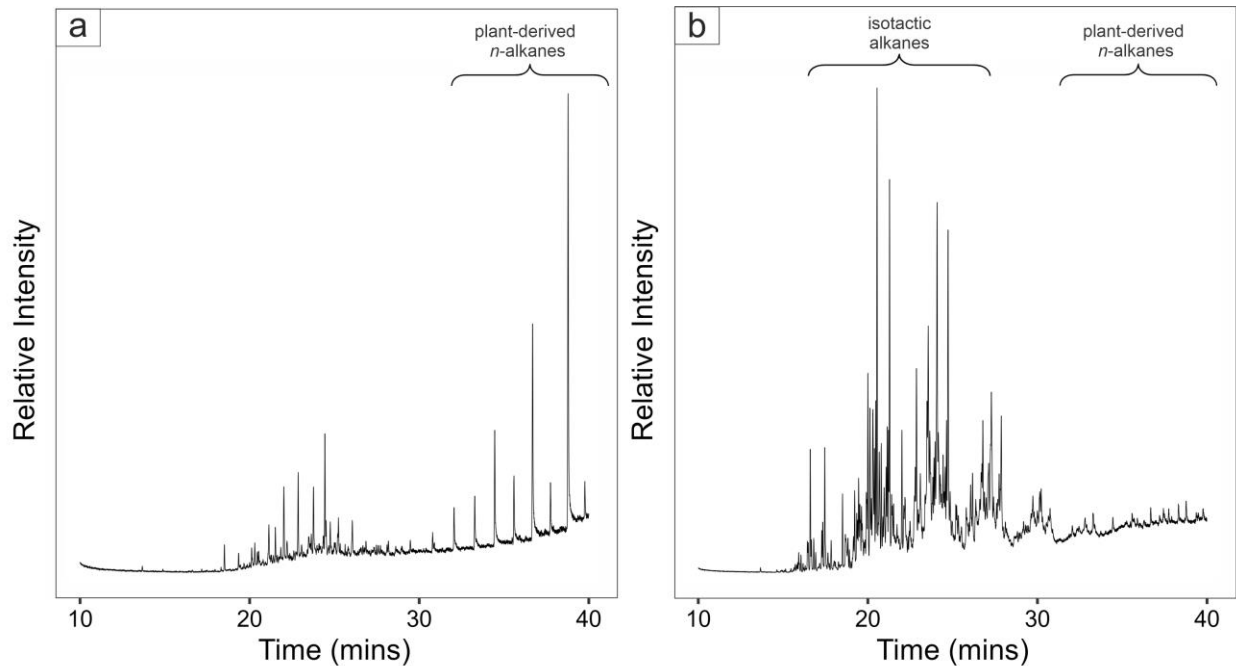 a
plant-derived
n-alkanes
Relative Intensity
10
20
30
40
Time (mins)
b
isotactic
alkanes
plant-derived
n-alkanes
Relative Intensity
10
20
30
40
Time (mins)